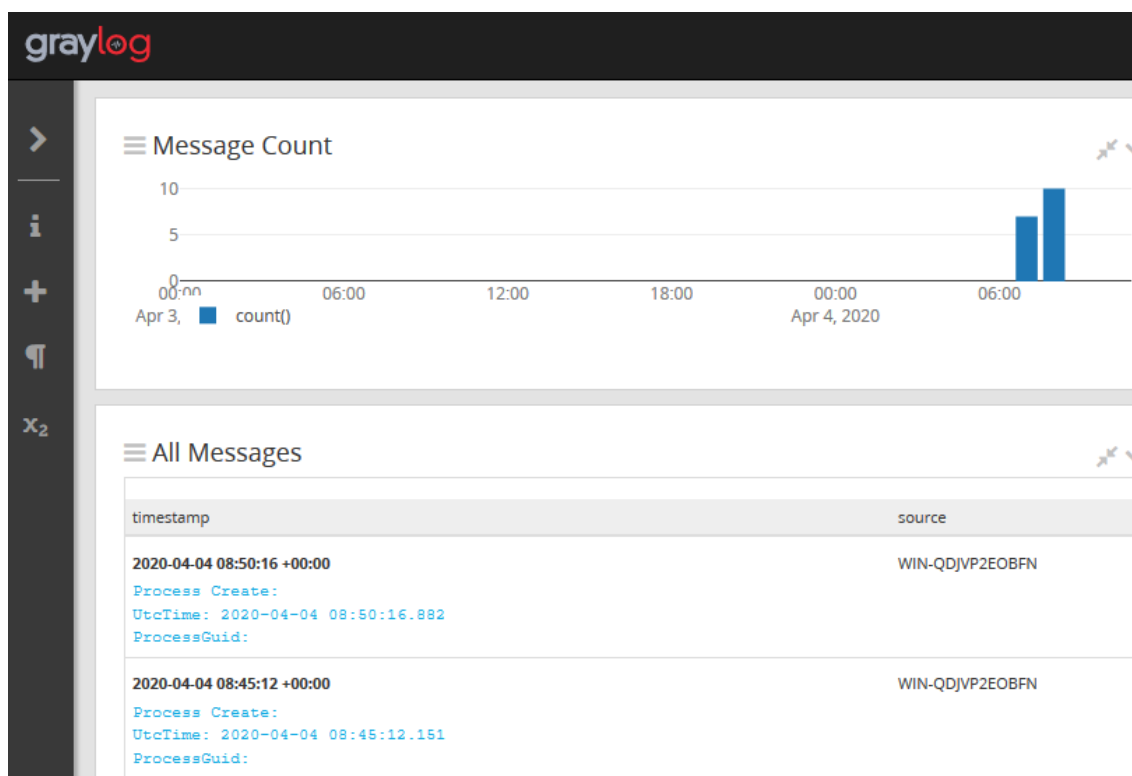 graylog
Message Count
10
5
0
00:00 06:00 12:00 18:00 00:00 06:00
Apr 3, count() Apr 4, 2020
i
¶
x2
All Messages
timestamp source
2020-04-04 08:50:16 +00:00 WIN-QDJVP2EOBFN
Process Create:
UtcTime: 2020-04-04 08:50:16.882
ProcessGuid:
2020-04-04 08:45:12 +00:00 WIN-QDJVP2EOBFN
Process Create:
UtcTime: 2020-04-04 08:45:12.151
ProcessGuid: